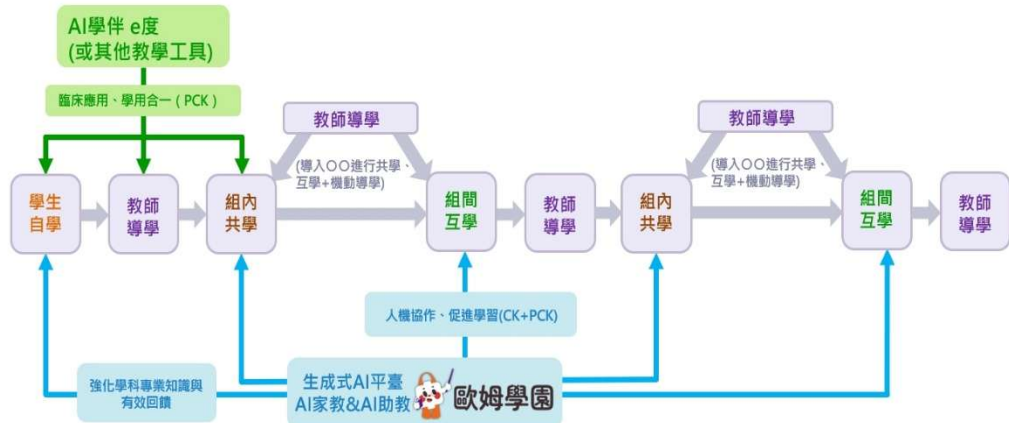 AI學伴 e度
(或其他教學工具)
臨床應用、學用合一（PCK）
教師導學
(導入〇〇進行共學、
互學+機動導學)
教師導學
(導入〇〇進行共學、
互學+機動導學)
學生
自學
教師
導學
組內
共學
組間
互學
教師
導學
組內
共學
組間
互學
教師
導學
人機協作、促進學習(CK+PCK)
強化學科專業知識與
有效回饋
生成式AI平臺
AI家教&AI助教
歐姆學園